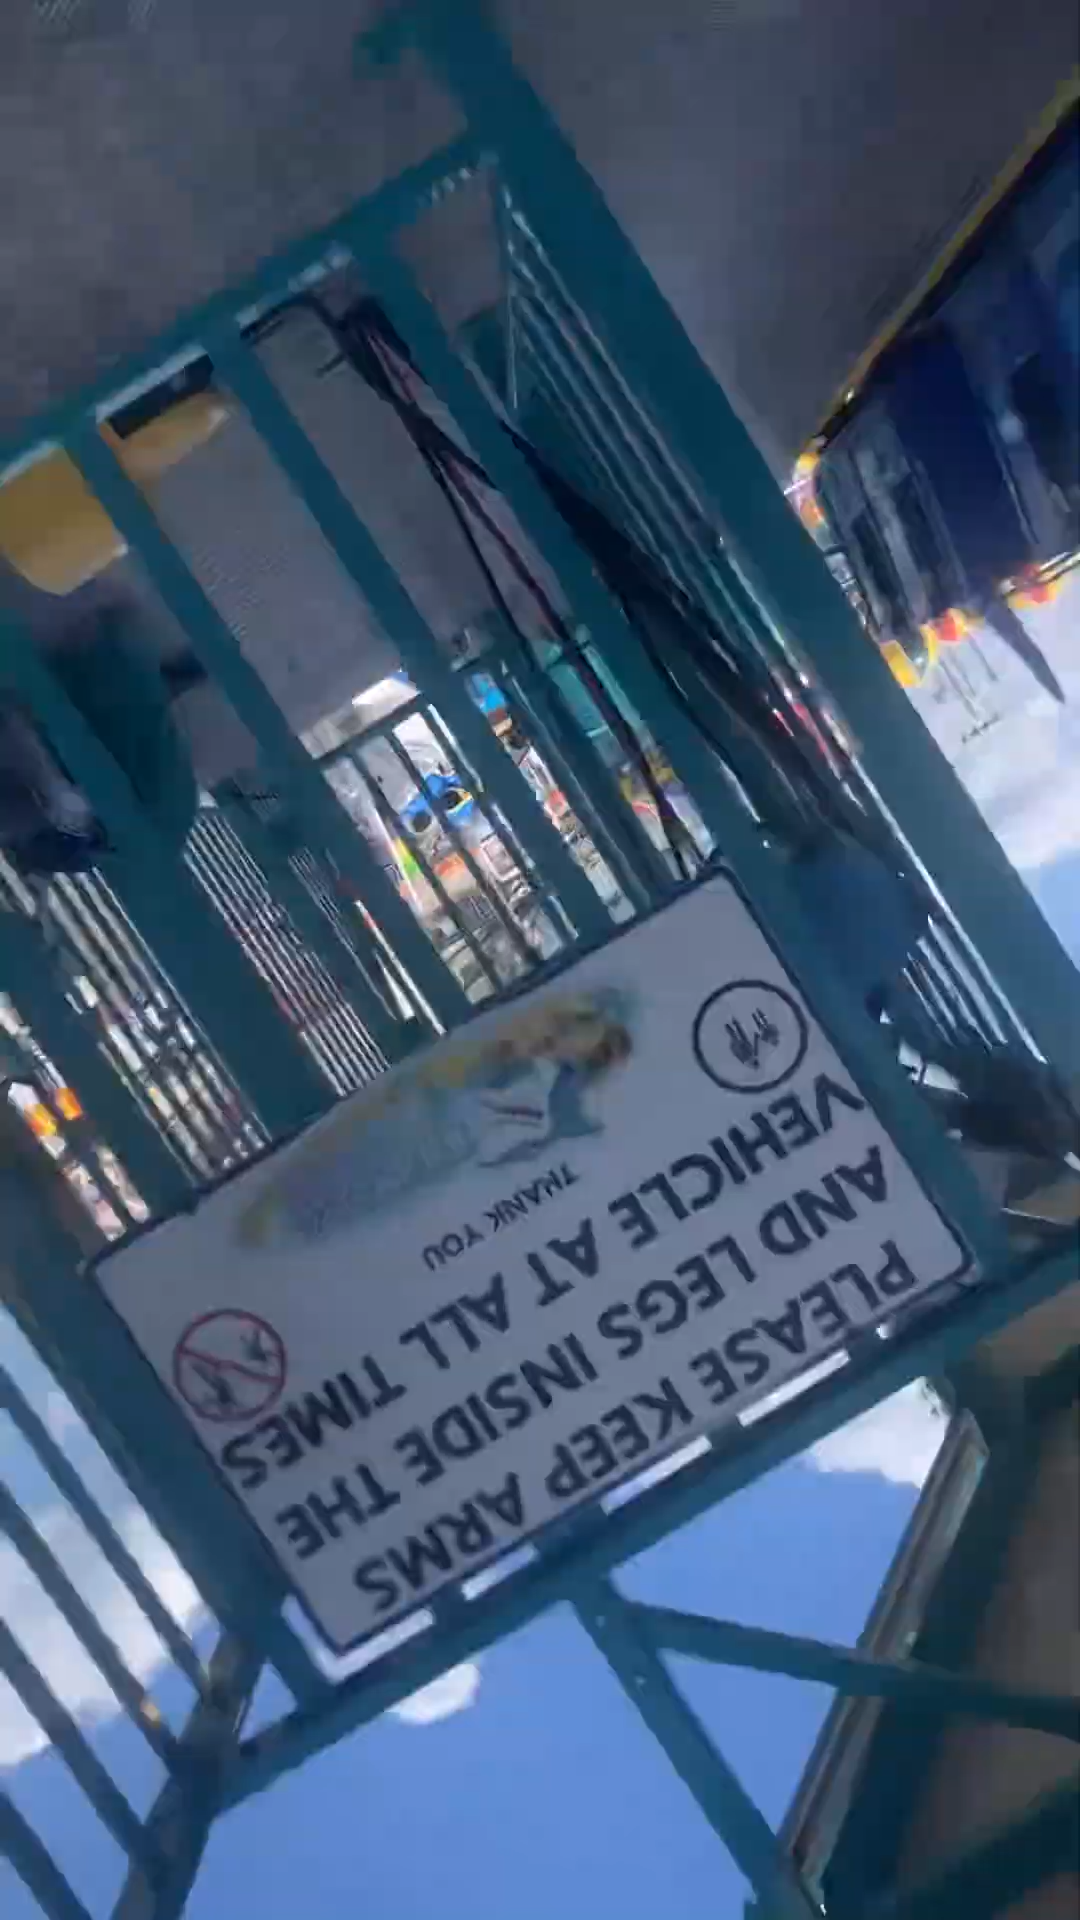 PLEASE KEEP ARMS
AND LEGS INSIDE THE
VEHICLE AT ALL TIMES
THANK YOU